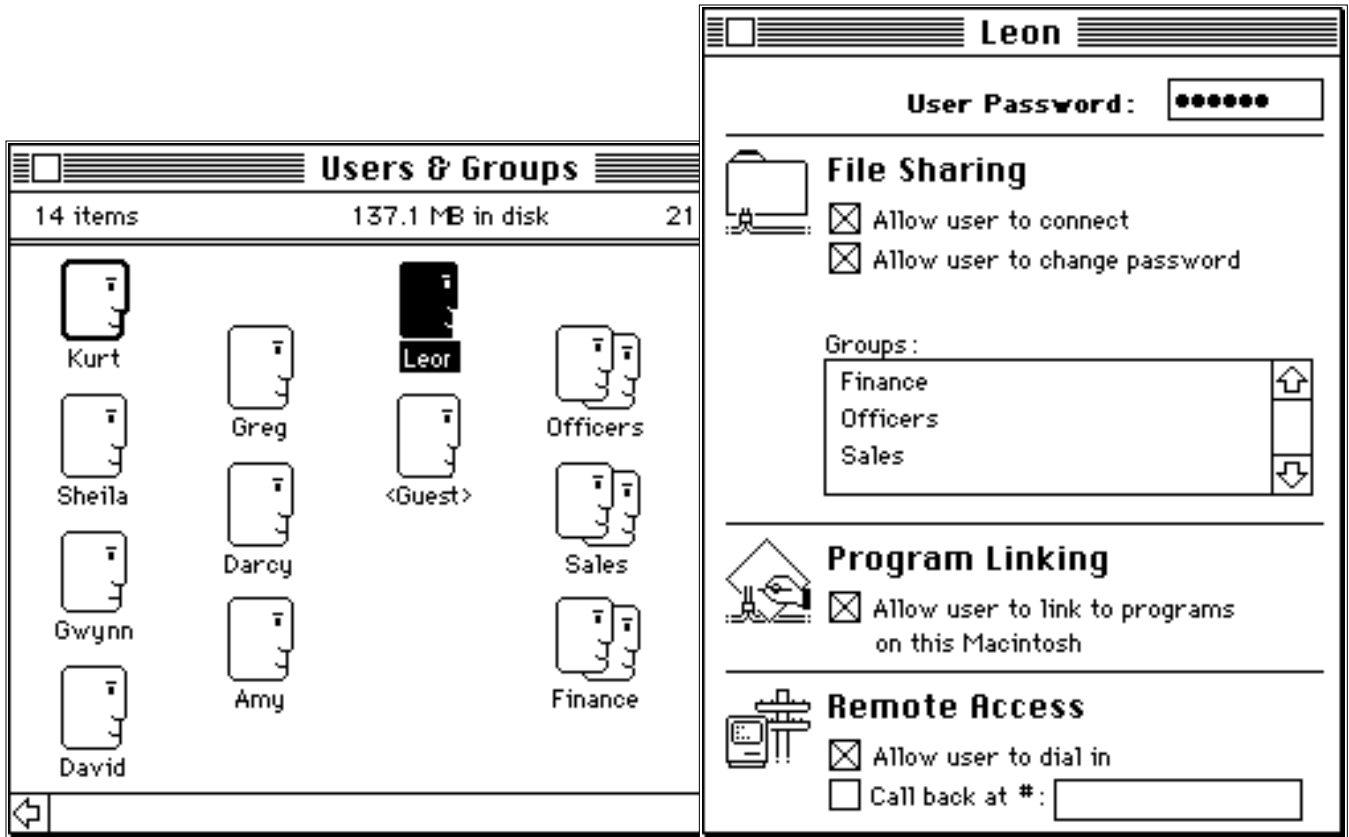 Users & Groups
14 items 137.1 MB in disk 21
Kurt
Sheila
Gwynn
David
Greg
Darcy
Amy
Leon
<Guest>
Officers
Sales
Finance
Leon
User Password: ●●●●●●
File Sharing
Allow user to connect
Allow user to change password
Groups:
Finance
Officers
Sales
Program Linking
Allow user to link to programs
on this Macintosh
Remote Access
Allow user to dial in
Call back at #: